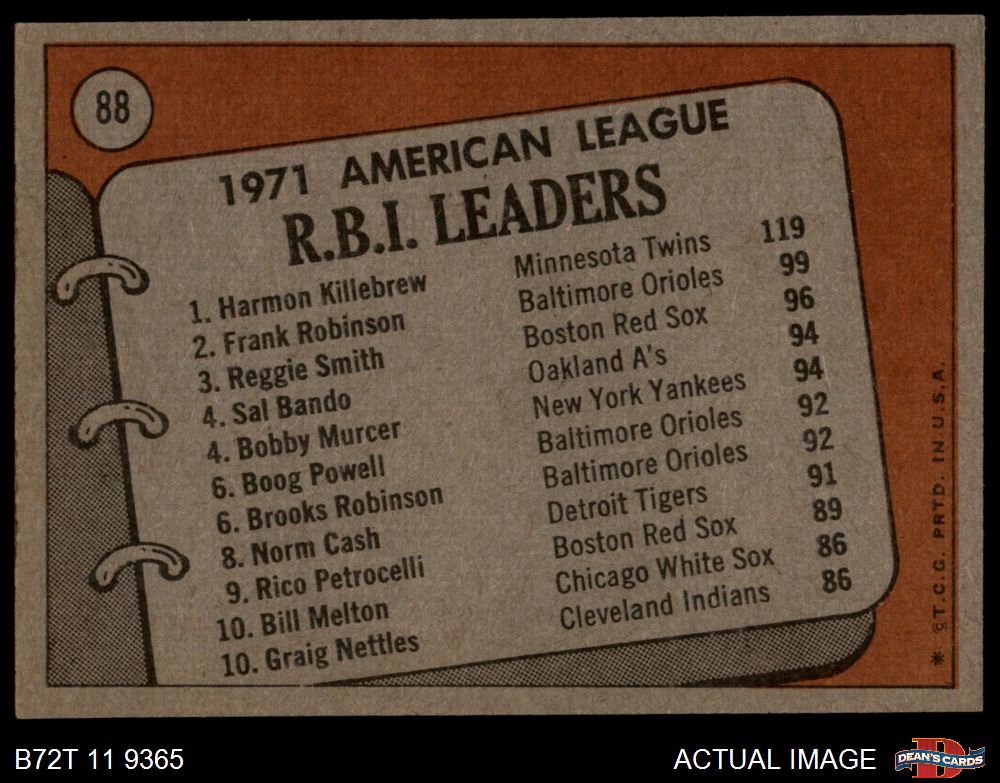 88
1971 AMERICAN LEAGUE
R.B.I. LEADERS
1. Harmon Killebrew Minnesota Twins 119
2. Frank Robinson Baltimore Orioles 99
3. Reggie Smith Boston Red Sox 96
4. Sal Bando Oakland A's 94
4. Bobby Murcer New York Yankees 94
6. Boog Powell Baltimore Orioles 92
6. Brooks Robinson Baltimore Orioles 92
8. Norm Cash Detroit Tigers 91
9. Rico Petrocelli Boston Red Sox 89
10. Bill Melton Chicago White Sox 86
10. Graig Nettles Cleveland Indians 86
* ©T.C.G. PRTD. IN U.S.A.
B72T 11 9365
ACTUAL IMAGE
D
DEAN'S CARDS